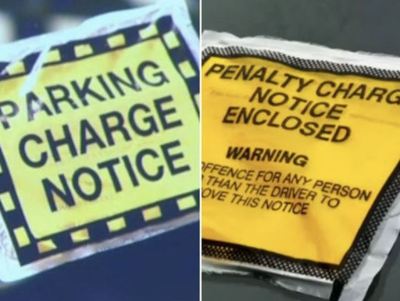 PARKING
CHARGE
NOTICE
PENALTY CHARG
NOTICE
ENCLOSED
WARNING
OFFENCE FOR ANY PERSON
THAN THE DRIVER TO
OVE THIS NOTICE